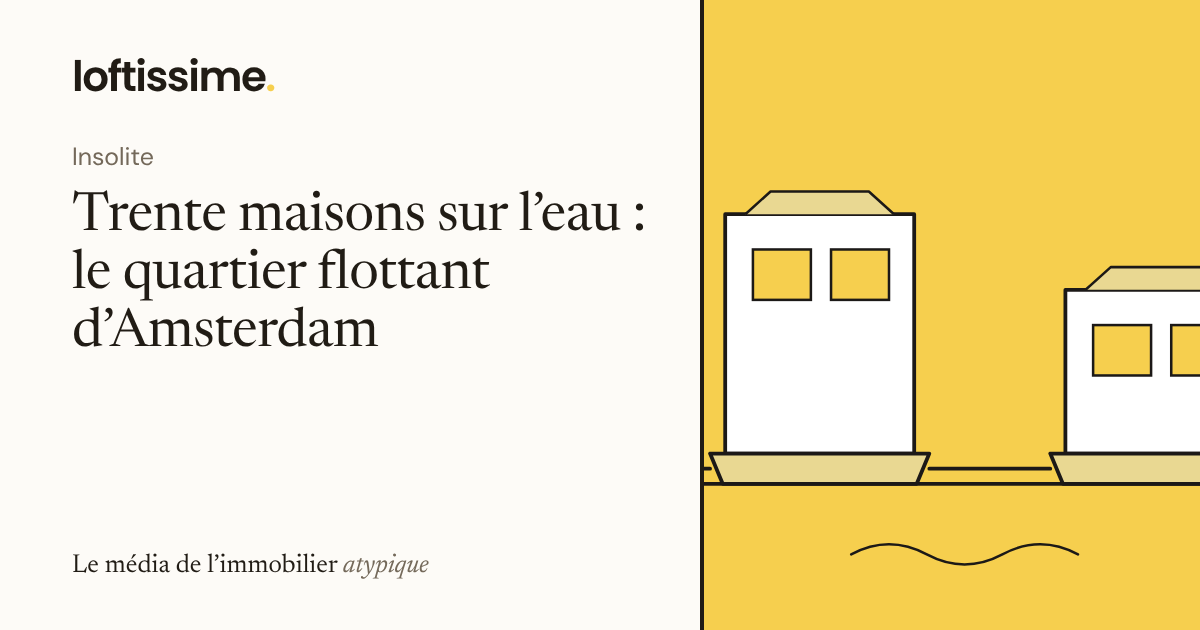 loftissime.
Insolite
Trente maisons sur l’eau :
le quartier flottant
d’Amsterdam
Le média de l’immobilier atypique